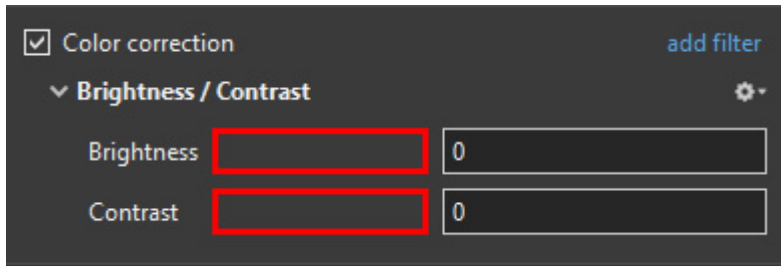 Color correction add filter
Brightness / Contrast
Brightness 0
Contrast 0